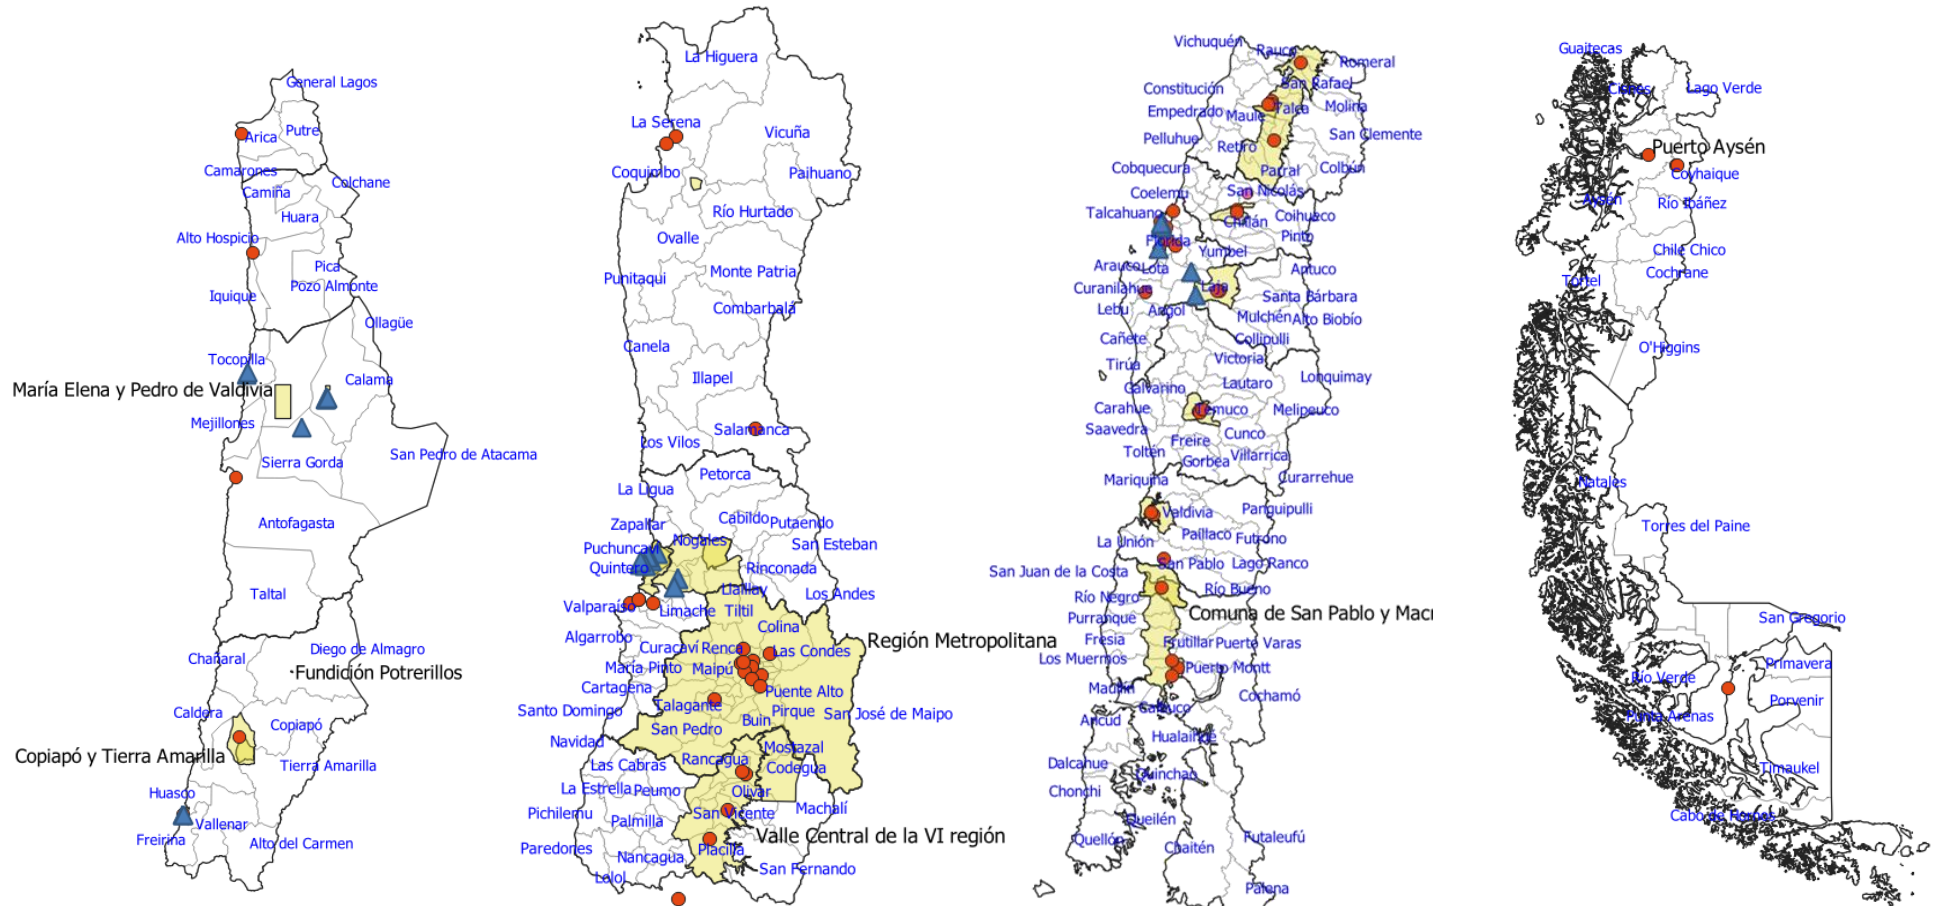 General Lagos
Putre
Arica
Camarones
Colchane
Camiña
Huara
Alto Hospicio
Pica
Pozo Almonte
Iquique
Ollagüe
Tocopilla
Calama
María Elena y Pedro de Valdivia
Mejillones
San Pedro de Atacama
Sierra Gorda
Antofagasta
Taltal
Diego de Almagro
Chañaral
Fundición Potrerillos
Caldera
Copiapó
Copiapó y Tierra Amarilla
Tierra Amarilla
Huasco
Vallenar
Freirina
Alto del Carmen
La Higuera
La Serena
Vicuña
Coquimbo
Paihuano
Río Hurtado
Ovalle
Monte Patria
Punitaqui
Combarbalá
Canela
Illapel
Salamanca
Los Vilos
Petorca
La Ligua
Cabildo
Putaendo
Zapallar
Nogales
San Esteban
Puchuncaví
Quintero
Rinconada
Llaillay
Los Andes
Valparaíso
Limache
Tiltil
Colina
Algarrobo
Curacaví
Renca
Las Condes
Región Metropolitana
María Pinto
Maipú
Cartagena
Puente Alto
Santo Domingo
Talagante
Pirque
San José de Maipo
Buin
San Pedro
Navidad
Mostazal
Rancagua
Las Cabras
Codegua
La Estrella
Peumo
Olivar
Pichilemu
Palmilla
San Vicente
Machalí
Valle Central de la VI región
Paredones
Nancagua
Placilla
San Fernando
Lolol
Vichuquén
Rauco
Romeral
San Rafael
Constitución
Empedrado
Maule
Talca
Molina
Pelluhue
Retiro
San Clemente
Cobquecura
Parral
Colbún
Coelemu
San Nicolás
Talcahuano
Chillán
Coihueco
Pinto
Florida
Yumbel
Arauco
Lota
Antuco
Curanilahue
Laja
Santa Bárbara
Lebu
Angol
Mulchén
Alto Biobío
Cañete
Collipulli
Tirúa
Victoria
Galvarino
Lautaro
Lonquimay
Carahue
Temuco
Melipeuco
Saavedra
Freire
Cunco
Toltén
Gorbea
Villarrica
Mariquina
Curarrehue
Valdivia
Panguipulli
La Unión
Paillaco
Futrono
San Juan de la Costa
San Pablo
Lago Ranco
Río Negro
Río Bueno
Purranque
Comuna de San Pablo y Mac
Fresia
Frutillar
Puerto Varas
Los Muermos
Puerto Montt
Maullín
Cochamó
Calbuco
Ancud
Hualaihué
Dalcahue
Quinchao
Chonchi
Queilén
Quellón
Chaitén
Futaleufú
Palena
Guaitecas
Cisnes
Lago Verde
Puerto Aysén
Coyhaique
Aysén
Río Ibáñez
Chile Chico
Cochrane
Tortel
O'Higgins
Natales
Torres del Paine
San Gregorio
Primavera
Río Verde
Porvenir
Punta Arenas
Timaukel
Cabo de Hornos